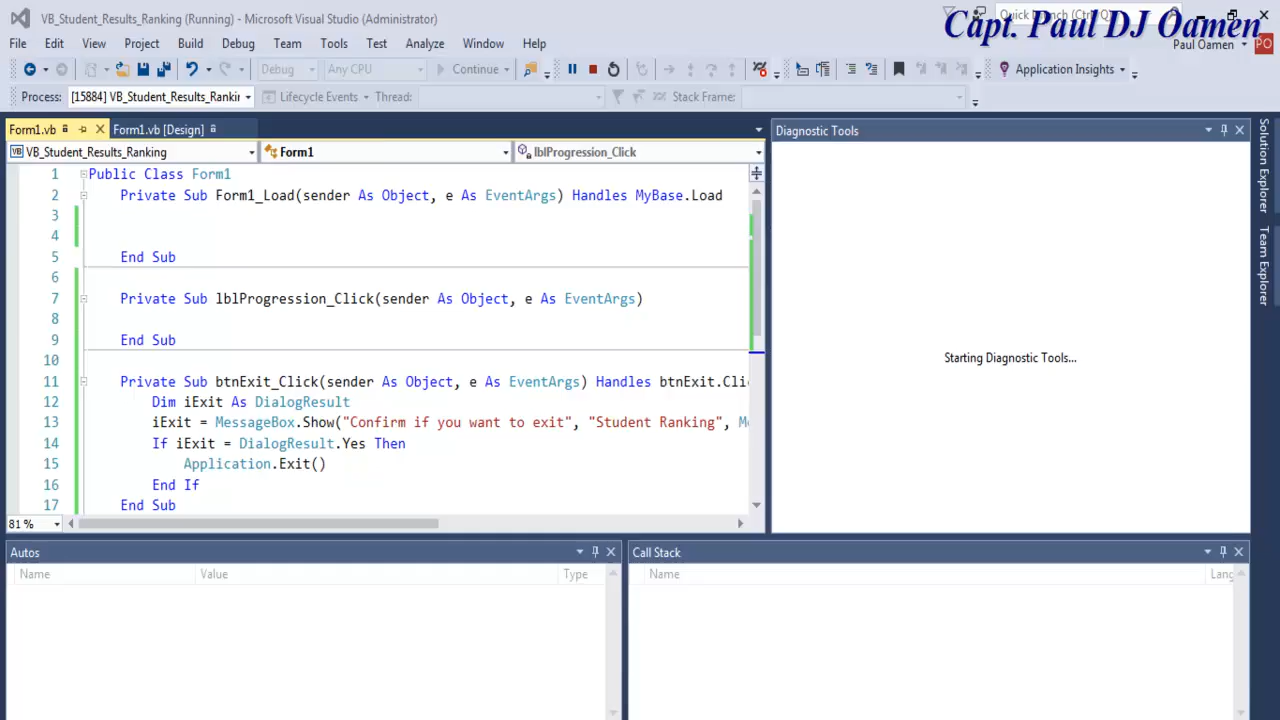 VB_Student_Results_Ranking (Running) - Microsoft Visual Studio (Administrator)
Quick Launch (Ctrl+Q)
Capt. Paul DJ Oamen
File Edit View Project Build Debug Team Tools Test Analyze Window Help
Paul Oamen PO
Debug Any CPU Continue Application Insights
Process: [15884] VB_Student_Results_Rankin Lifecycle Events Thread: Stack Frame:
Form1.vb Form1.vb [Design]
Diagnostic Tools
VB_Student_Results_Ranking Form1 lblProgression_Click
1 Public Class Form1
2 Private Sub Form1_Load(sender As Object, e As EventArgs) Handles MyBase.Load
3
4
5 End Sub
6
7 Private Sub lblProgression_Click(sender As Object, e As EventArgs)
8
9 End Sub
10
11 Private Sub btnExit_Click(sender As Object, e As EventArgs) Handles btnExit.Clic
12 Dim iExit As DialogResult
13 iExit = MessageBox.Show("Confirm if you want to exit", "Student Ranking", M
14 If iExit = DialogResult.Yes Then
15 Application.Exit()
16 End If
17 End Sub
81 %
Starting Diagnostic Tools...
Solution Explorer
Team Explorer
Autos
Name Value Type
Call Stack
Name Lang